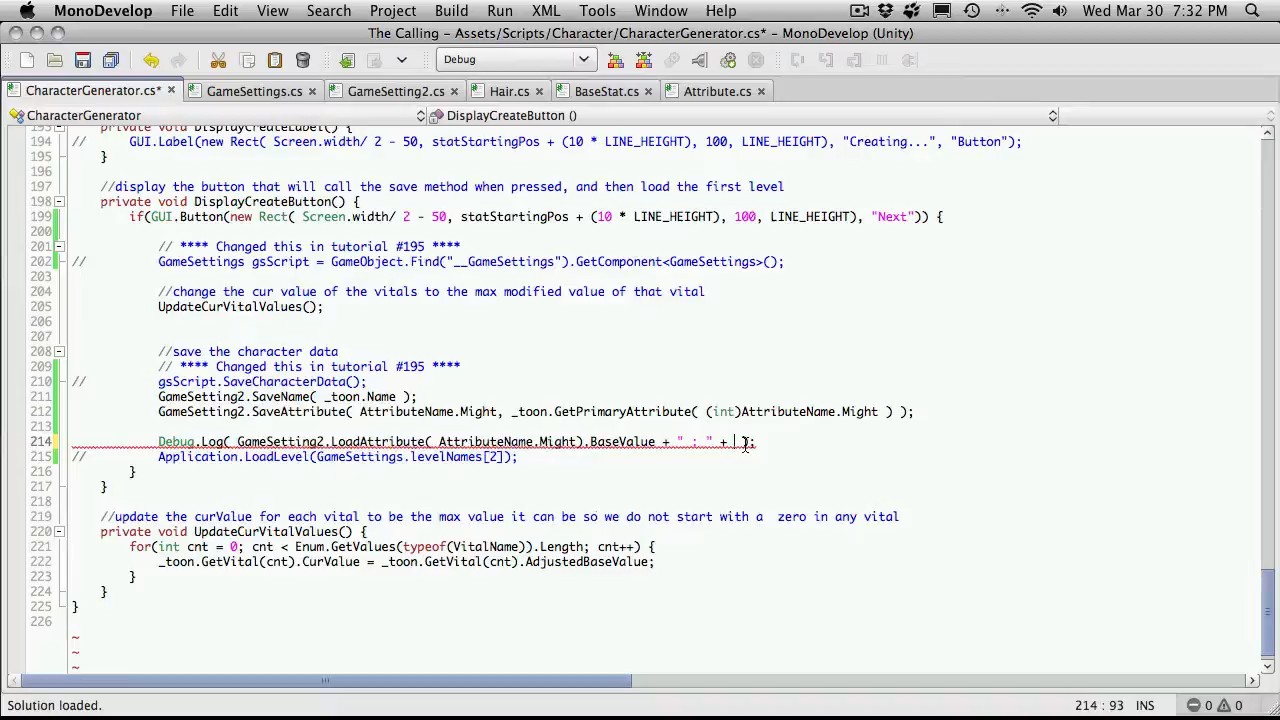 MonoDevelop File Edit View Search Project Build Run XML Tools Window Help Wed Mar 30 7:32 PM
The Calling - Assets/Scripts/Character/CharacterGenerator.cs* - MonoDevelop (Unity)
Debug
CharacterGenerator.cs* GameSettings.cs GameSetting2.cs Hair.cs BaseStat.cs Attribute.cs
CharacterGenerator DisplayCreateButton ()
193 private void DisplayCreateLabel() {
194 // GUI.Label(new Rect( Screen.width/ 2 - 50, statStartingPos + (10 * LINE_HEIGHT), 100, LINE_HEIGHT), "Creating...", "Button");
195 }
196
197 //display the button that will call the save method when pressed, and then load the first level
198 private void DisplayCreateButton() {
199 if(GUI.Button(new Rect( Screen.width/ 2 - 50, statStartingPos + (10 * LINE_HEIGHT), 100, LINE_HEIGHT), "Next")) {
200
201 // **** Changed this in tutorial #195 ****
202 // GameSettings gsScript = GameObject.Find("__GameSettings").GetComponent<GameSettings>();
203
204 //change the cur value of the vitals to the max modified value of that vital
205 UpdateCurVitalValues();
206
207
208 //save the character data
209 // **** Changed this in tutorial #195 ****
210 // gsScript.SaveCharacterData();
211 GameSetting2.SaveName( _toon.Name );
212 GameSetting2.SaveAttribute( AttributeName.Might, _toon.GetPrimaryAttribute( (int)AttributeName.Might ) );
213
214 Debug.Log( GameSetting2.LoadAttribute( AttributeName.Might).BaseValue + " : " + );
215 // Application.LoadLevel(GameSettings.levelNames[2]);
216 }
217 }
218
219 //update the curValue for each vital to be the max value it can be so we do not start with a zero in any vital
220 private void UpdateCurVitalValues() {
221 for(int cnt = 0; cnt < Enum.GetValues(typeof(VitalName)).Length; cnt++) {
222 _toon.GetVital(cnt).CurValue = _toon.GetVital(cnt).AdjustedBaseValue;
223 }
224 }
225 }
226
~
~
~
Solution loaded. 214 : 93 INS 0 0